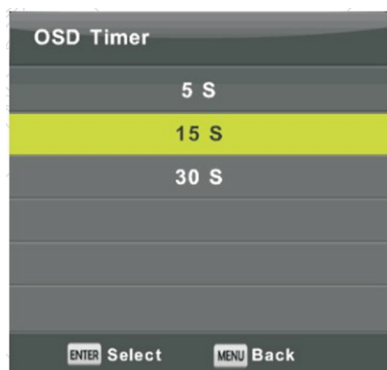 OSD Timer
5 S
15 S
30 S
ENTER Select MENU Back